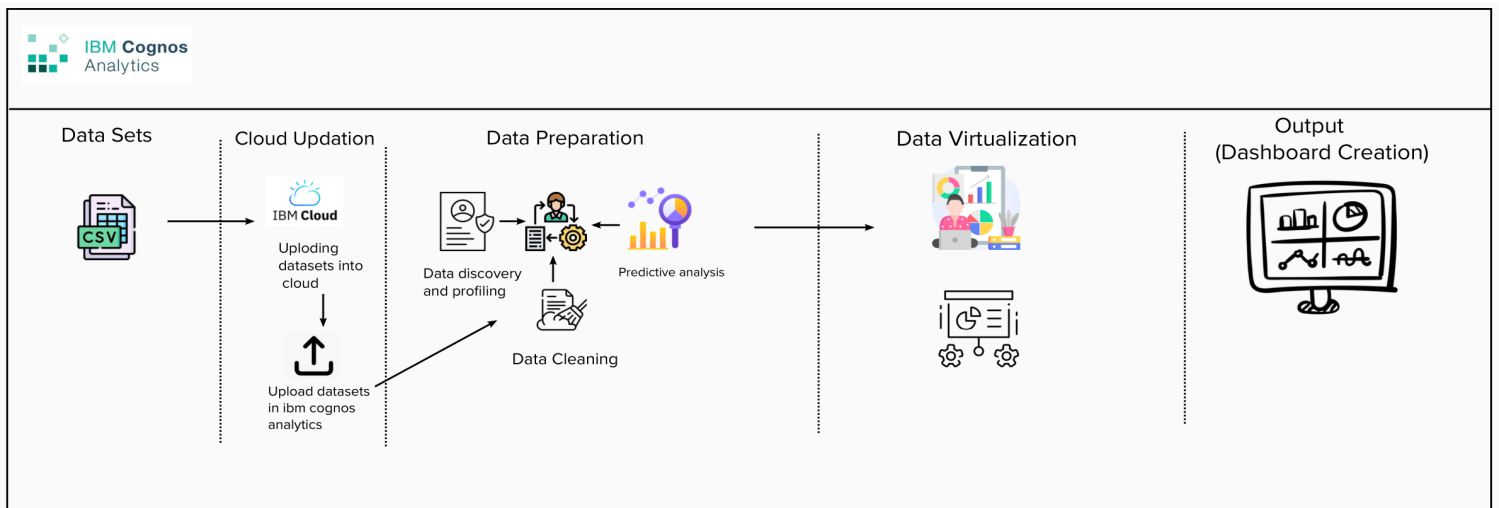 IBM Cognos
Analytics
Data Sets
Cloud Updation
Data Preparation
Data Virtualization
Output
(Dashboard Creation)
CSV
IBM Cloud
Uploding
datasets into
cloud
Upload datasets
in ibm cognos
analytics
Data discovery
and profiling
Predictive analysis
Data Cleaning